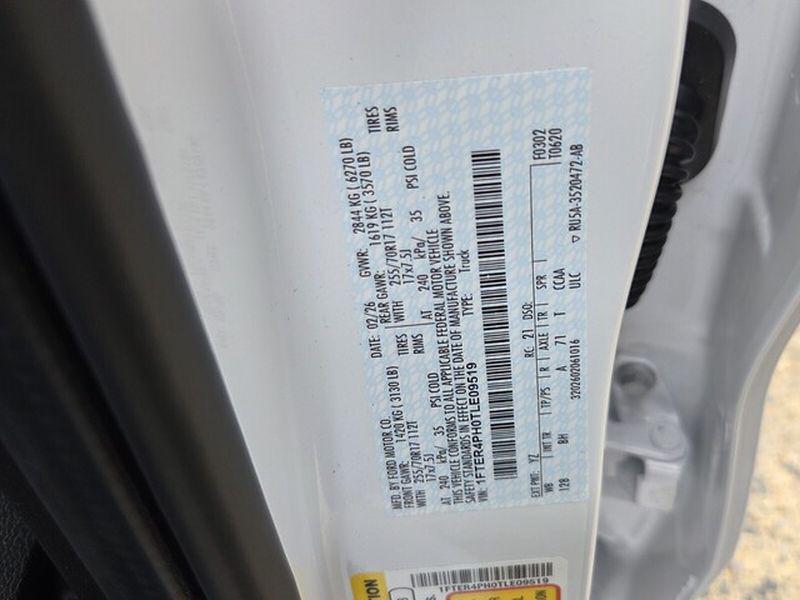 MFD. BY FORD MOTOR CO.
DATE: 02/26 GVWR: 2844 KG ( 6270 LB)
FRONT GAWR: 1420 KG ( 3130 LB) REAR GAWR: 1619 KG ( 3570 LB)
WITH 255/70R17 112T TIRES WITH 255/70R17 112T TIRES
17x7.5J RIMS 17x7.5J RIMS
AT 240 kPa/ 35 PSI COLD AT 240 kPa/ 35 PSI COLD
THIS VEHICLE CONFORMS TO ALL APPLICABLE FEDERAL MOTOR VEHICLE
SAFETY STANDARDS IN EFFECT ON THE DATE OF MANUFACTURE SHOWN ABOVE.
VIN: 1FTER4PH0TLE09519 TYPE: Truck
F0302
T0620
EXT PNT: YZ RC: 21 DSO:
WB INT TR TP/PS R AXLE TR SPR
128 BH A 71 T CCAA
3202602061016 ULC ▽ RU5A-3520472-AB
1FTER4PH0TLE09519